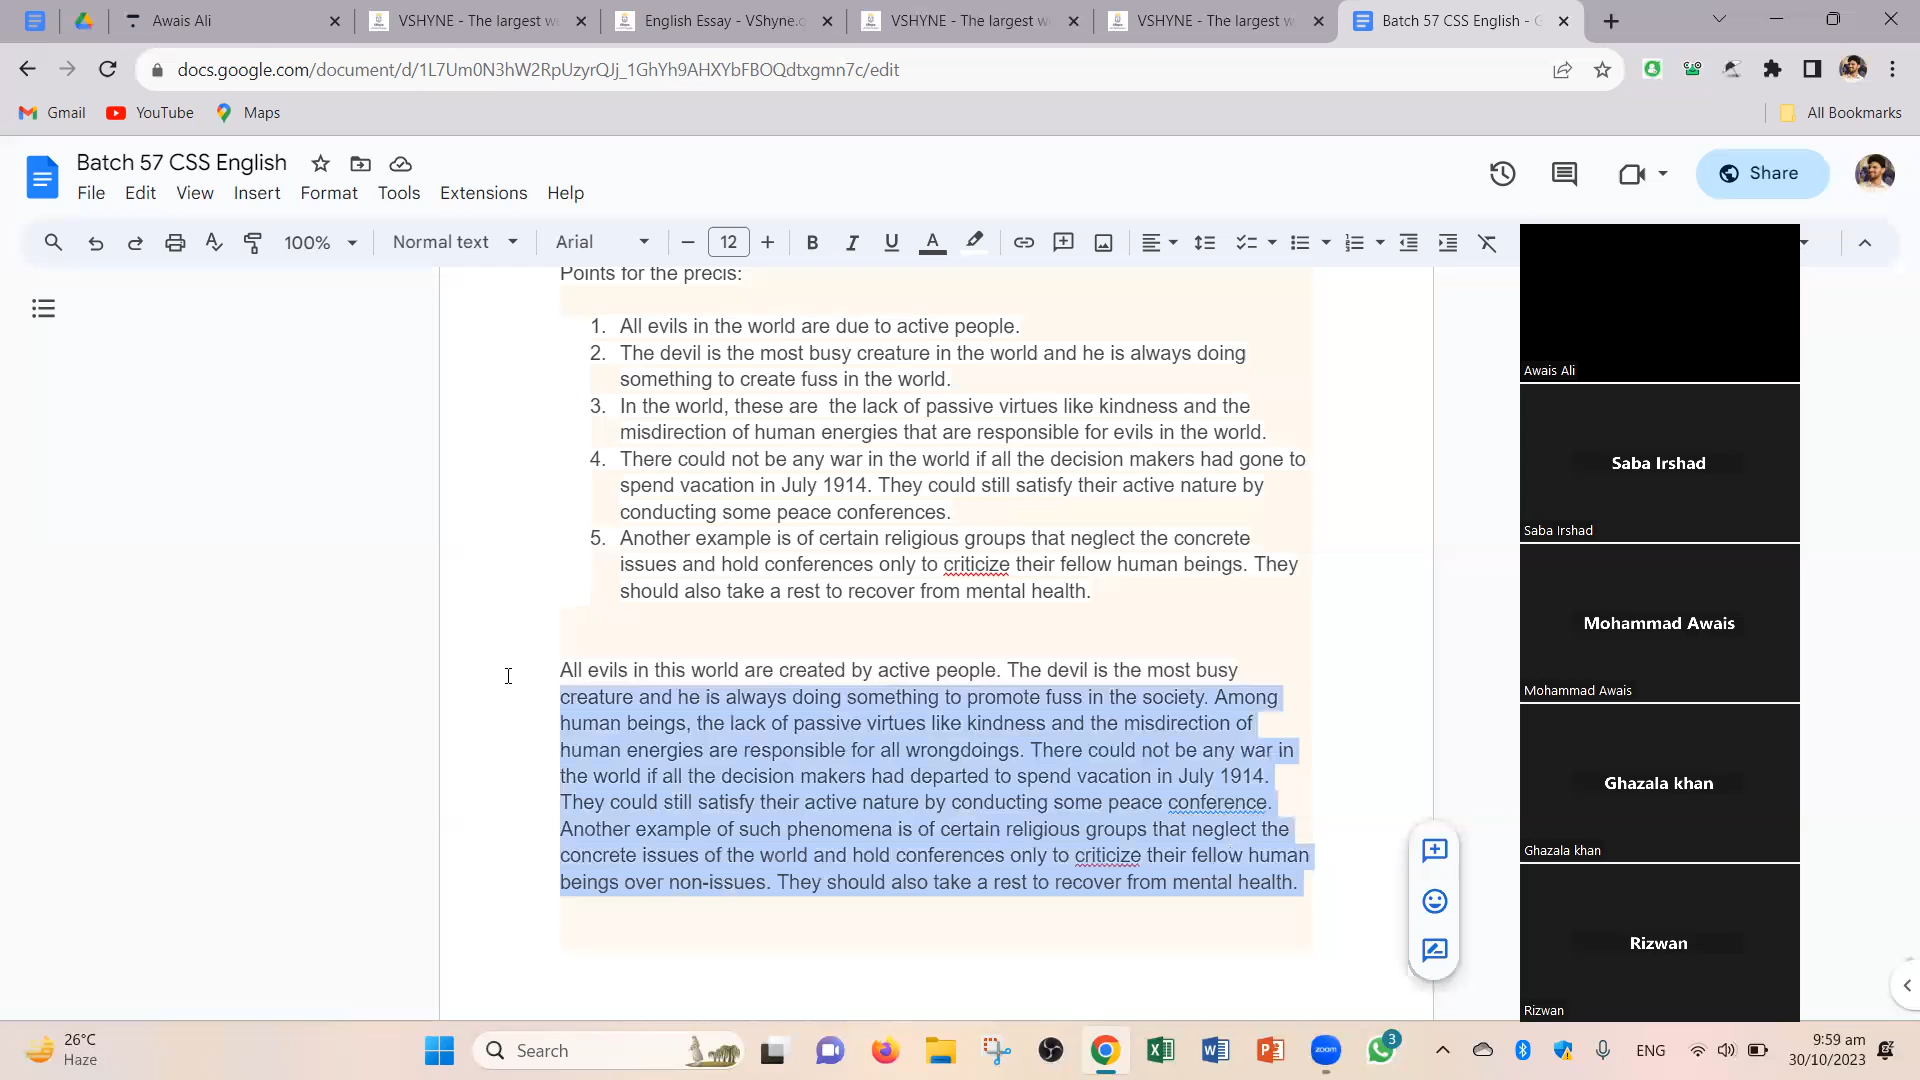 Awais Ali
VSHYNE - The largest w
English Essay - VShyne.c
VSHYNE - The largest w
VSHYNE - The largest w
Batch 57 CSS English - G
docs.google.com/document/d/1L7Um0N3hW2RpUzyrQJj_1GhYh9AHXYbFBOQdtxgmn7c/edit
Gmail
YouTube
Maps
All Bookmarks
Batch 57 CSS English
File Edit View Insert Format Tools Extensions Help
Share
100%
Normal text
Arial
12
Points for the precis:
1. All evils in the world are due to active people.
2. The devil is the most busy creature in the world and he is always doing
something to create fuss in the world.
3. In the world, these are the lack of passive virtues like kindness and the
misdirection of human energies that are responsible for evils in the world.
4. There could not be any war in the world if all the decision makers had gone to
spend vacation in July 1914. They could still satisfy their active nature by
conducting some peace conferences.
5. Another example is of certain religious groups that neglect the concrete
issues and hold conferences only to criticize their fellow human beings. They
should also take a rest to recover from mental health.
All evils in this world are created by active people. The devil is the most busy
creature and he is always doing something to promote fuss in the society. Among
human beings, the lack of passive virtues like kindness and the misdirection of
human energies are responsible for all wrongdoings. There could not be any war in
the world if all the decision makers had departed to spend vacation in July 1914.
They could still satisfy their active nature by conducting some peace conference.
Another example of such phenomena is of certain religious groups that neglect the
concrete issues of the world and hold conferences only to criticize their fellow human
beings over non-issues. They should also take a rest to recover from mental health.
Awais Ali
Saba Irshad
Saba Irshad
Mohammad Awais
Mohammad Awais
Ghazala khan
Ghazala khan
Rizwan
Rizwan
26°C
Haze
Search
zoom
3
ENG
9:59 am
30/10/2023